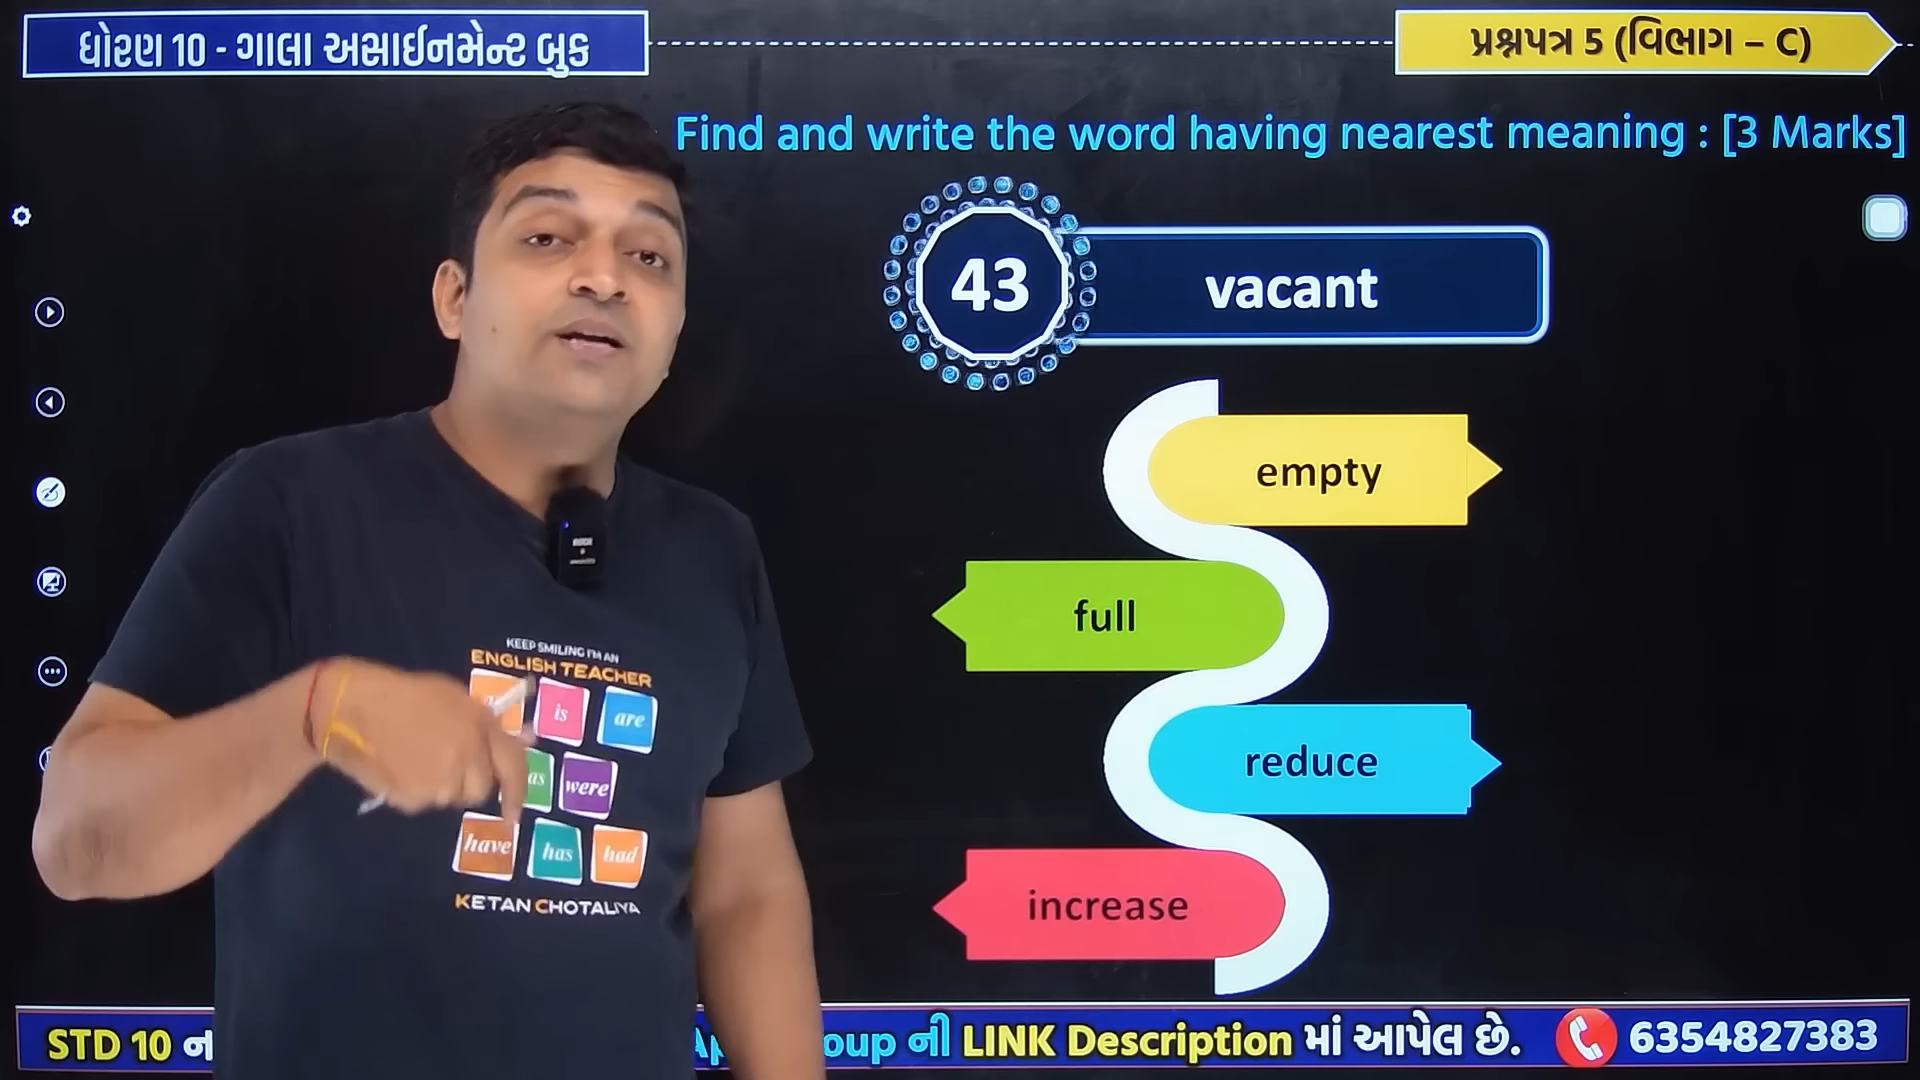 ધોરણ 10 - ગાલા અસાઈનમેન્ટ બુક
પ્રશ્નપત્ર 5 (વિભાગ – C)
Find and write the word having nearest meaning : [3 Marks]
43
vacant
empty
full
reduce
increase
KEEP SMILING I'M AN
ENGLISH TEACHER
is are
were
have has had
KETAN CHOTALIYA
STD 10 ની LINK Description માં આપેલ છે. 6354827383